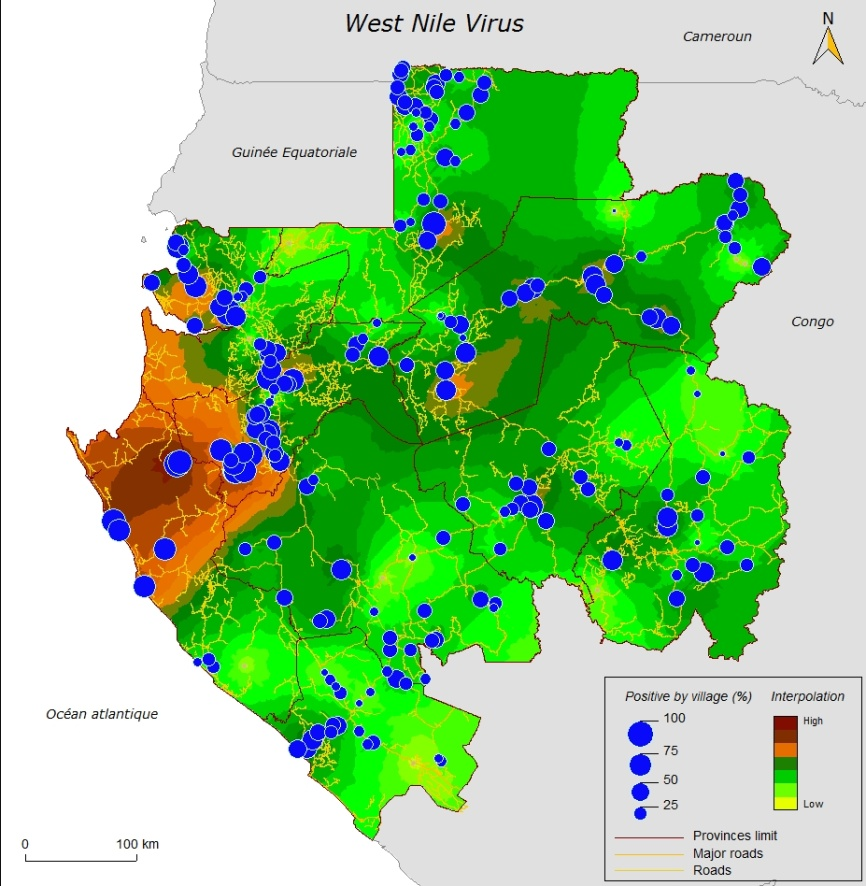 West Nile Virus
N
Cameroun
Guinée Equatoriale
Congo
Océan atlantique
Positive by village (%)
100
75
50
25
Interpolation
High
Low
Provinces limit
Major roads
Roads
0 100 km